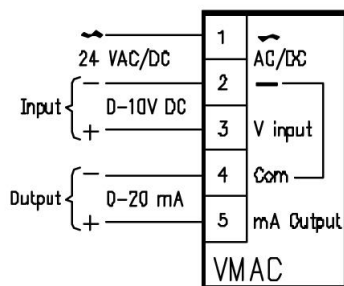 1 AC/DC
24 VAC/DC
2
Input 0-10V DC
3 V input
4 Com
Output 0-20 mA
5 mA Output
VMAC